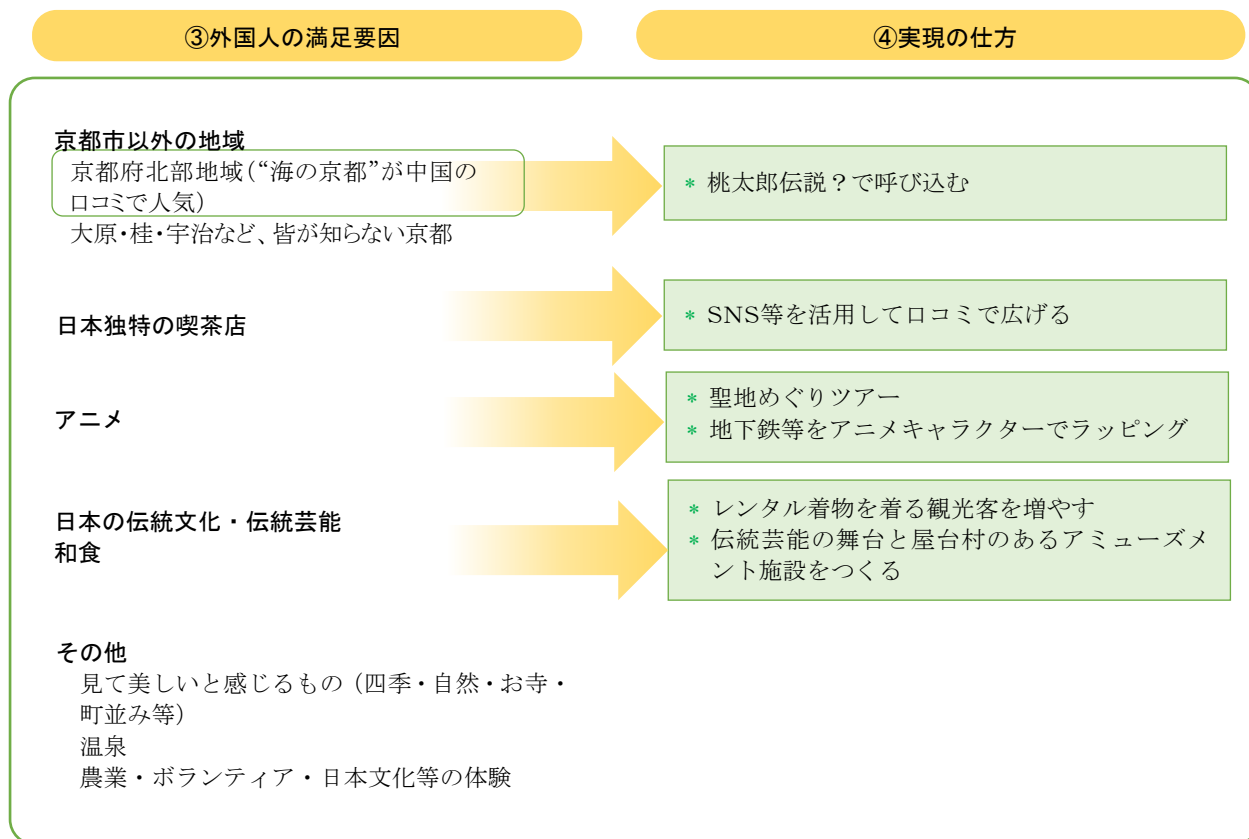 ③外国人の満足要因
④実現の仕方
京都市以外の地域
京都府北部地域(“海の京都”が中国の
口コミで人気)
大原・桂・宇治など、皆が知らない京都
* 桃太郎伝説？で呼び込む
日本独特の喫茶店
* SNS等を活用して口コミで広げる
アニメ
* 聖地めぐりツアー
* 地下鉄等をアニメキャラクターでラッピング
日本の伝統文化・伝統芸能
和食
* レンタル着物を着る観光客を増やす
* 伝統芸能の舞台と屋台村のあるアミューズメ
ント施設をつくる
その他
見て美しいと感じるもの（四季・自然・お寺・
町並み等）
温泉
農業・ボランティア・日本文化等の体験